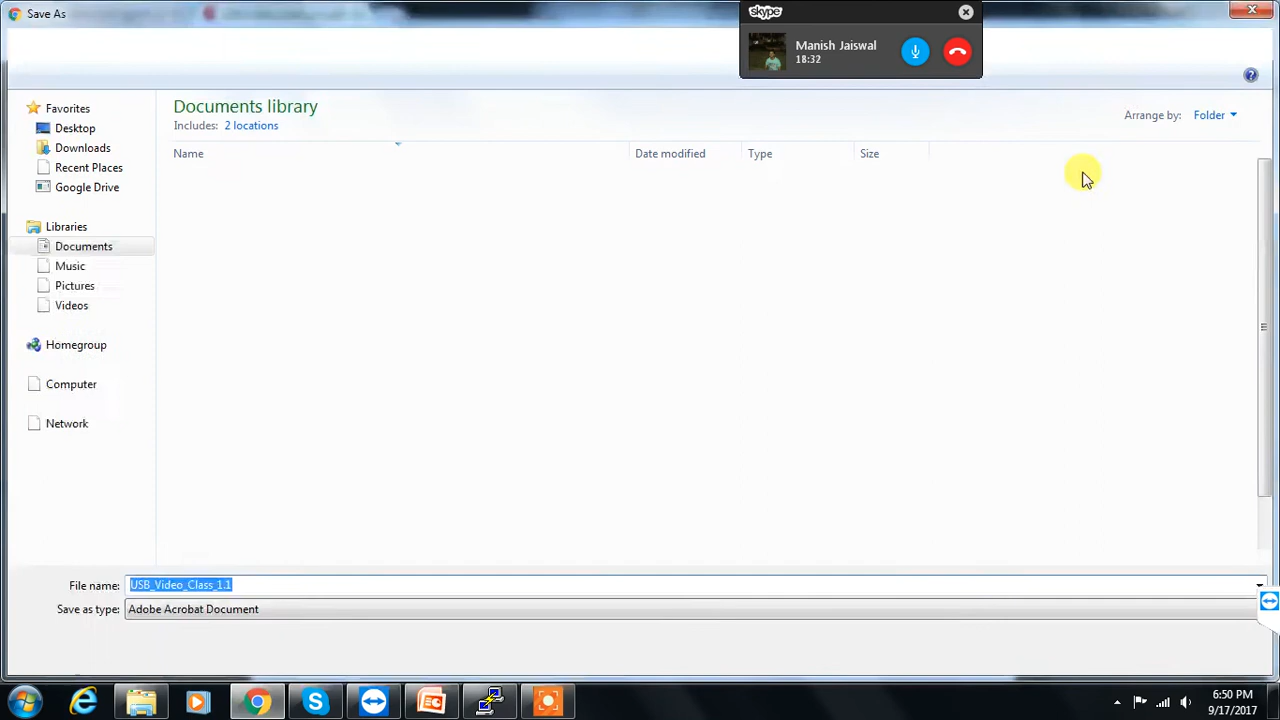 Save As
skype
Manish Jaiswal
18:32
Favorites
Desktop
Downloads
Recent Places
Google Drive
Libraries
Documents
Music
Pictures
Videos
Homegroup
Computer
Network
Documents library
Includes: 2 locations
Arrange by: Folder
Name Date modified Type Size
File name: USB_Video_Class_1.1
Save as type: Adobe Acrobat Document
6:50 PM
9/17/2017